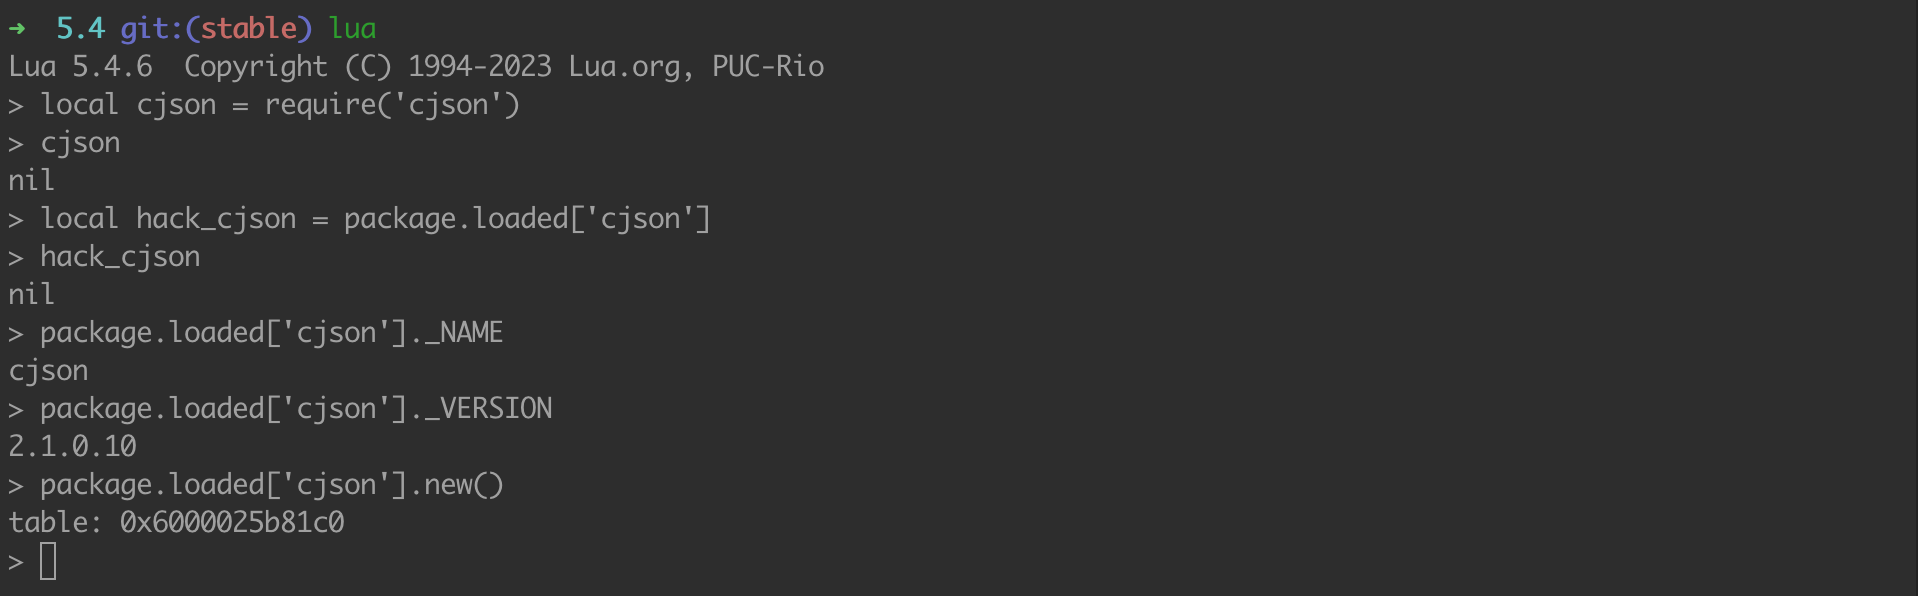 ➜  5.4 git:(stable) lua
Lua 5.4.6  Copyright (C) 1994-2023 Lua.org, PUC-Rio
> local cjson = require('cjson')
> cjson
nil
> local hack_cjson = package.loaded['cjson']
> hack_cjson
nil
> package.loaded['cjson']._NAME
cjson
> package.loaded['cjson']._VERSION
2.1.0.10
> package.loaded['cjson'].new()
table: 0x6000025b81c0
>